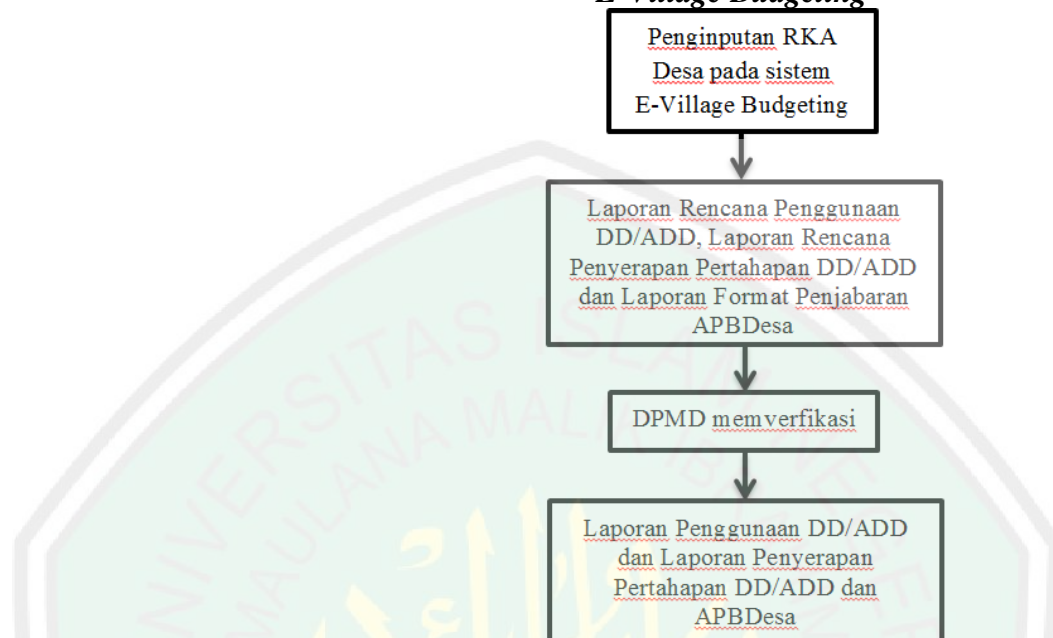 E-Village Budgeting
Penginputan RKA
Desa pada sistem
E-Village Budgeting
Laporan Rencana Penggunaan
DD/ADD, Laporan Rencana
Penyerapan Pertahapan DD/ADD
dan Laporan Format Penjabaran
APBDesa
DPMD memverfikasi
Laporan Penggunaan DD/ADD
dan Laporan Penyerapan
Pertahapan DD/ADD dan
APBDesa